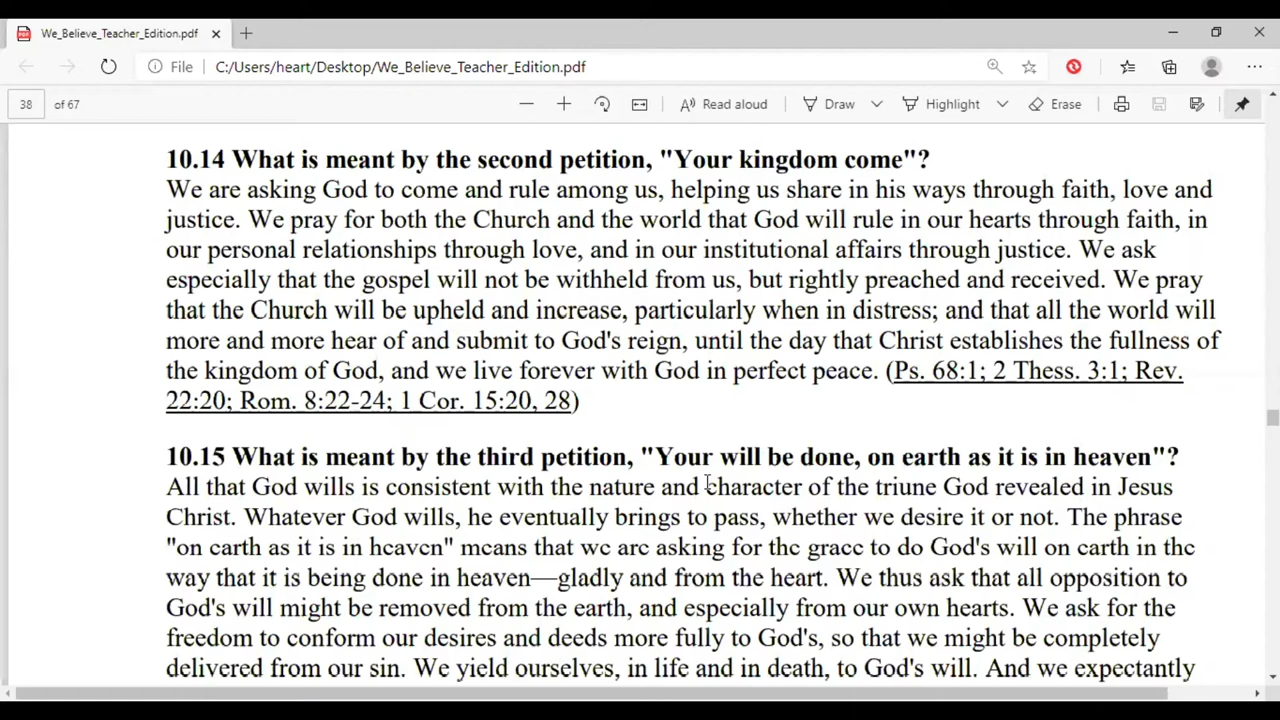 We_Believe_Teacher_Edition.pdf
File C:/Users/heart/Desktop/We_Believe_Teacher_Edition.pdf
38 of 67 Read aloud Draw Highlight Erase
10.14 What is meant by the second petition, "Your kingdom come"?
We are asking God to come and rule among us, helping us share in his ways through faith, love and
justice. We pray for both the Church and the world that God will rule in our hearts through faith, in
our personal relationships through love, and in our institutional affairs through justice. We ask
especially that the gospel will not be withheld from us, but rightly preached and received. We pray
that the Church will be upheld and increase, particularly when in distress; and that all the world will
more and more hear of and submit to God's reign, until the day that Christ establishes the fullness of
the kingdom of God, and we live forever with God in perfect peace. (Ps. 68:1; 2 Thess. 3:1; Rev.
22:20; Rom. 8:22-24; 1 Cor. 15:20, 28)
10.15 What is meant by the third petition, "Your will be done, on earth as it is in heaven"?
All that God wills is consistent with the nature and character of the triune God revealed in Jesus
Christ. Whatever God wills, he eventually brings to pass, whether we desire it or not. The phrase
"on earth as it is in heaven" means that we are asking for the grace to do God's will on earth in the
way that it is being done in heaven—gladly and from the heart. We thus ask that all opposition to
God's will might be removed from the earth, and especially from our own hearts. We ask for the
freedom to conform our desires and deeds more fully to God's, so that we might be completely
delivered from our sin. We yield ourselves, in life and in death, to God's will. And we expectantly